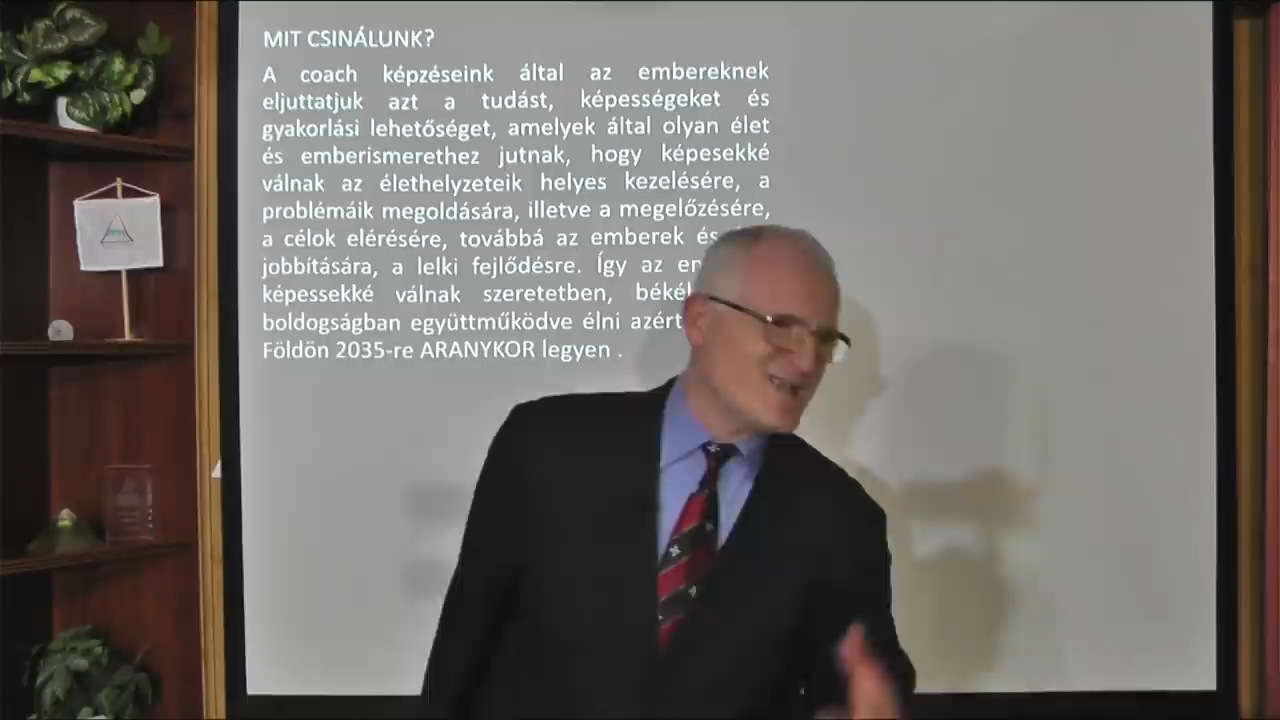 MIT CSINÁLUNK?
A coach képzéseink által az embereknek
eljuttatjuk azt a tudást, képességeket és
gyakorlási lehetőséget, amelyek által olyan élet
és emberismerethez jutnak, hogy képesekké
válnak az élethelyzeteik helyes kezelésére, a
problémáik megoldására, illetve a megelőzésére,
a célok elérésére, továbbá az emberek és
jobbítására, a lelki fejlődésre. Így az
képessekké válnak szeretetben,
boldogságban együttműködve élni azért
Földön 2035-re ARANYKOR legyen .